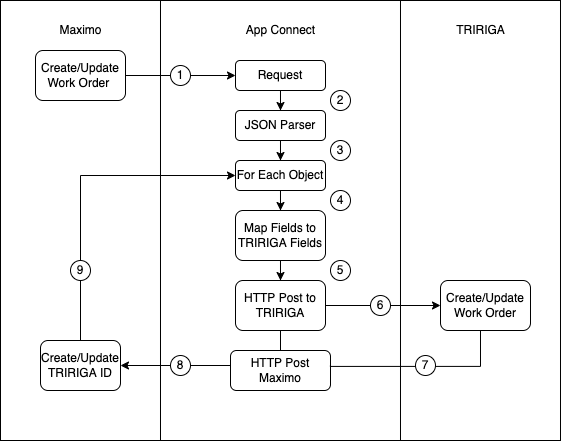 Maximo
App Connect
TRIRIGA
Create/Update
Work Order
1
Request
2
JSON Parser
3
For Each Object
4
Map Fields to
TRIRIGA Fields
5
HTTP Post to
TRIRIGA
6
Create/Update
Work Order
7
HTTP Post
Maximo
8
Create/Update
TRIRIGA ID
9